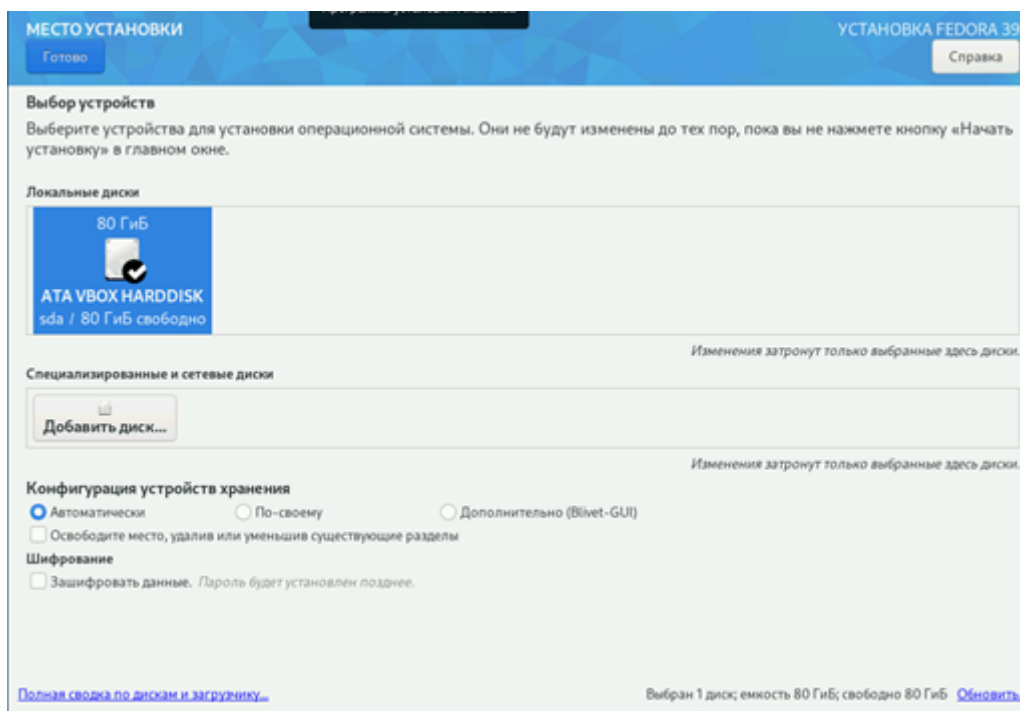 МЕСТО УСТАНОВКИ
УСТАНОВКА FEDORA 39
Готово
Справка
Выбор устройств
Выберите устройства для установки операционной системы. Они не будут изменены до тех пор, пока вы не нажмете кнопку «Начать
установку» в главном окне.
Локальные диски
80 ГиБ
ATA VBOX HARDDISK
sda / 80 ГиБ свободно
Изменения затронут только выбранные здесь диски.
Специализированные и сетевые диски
Добавить диск...
Изменения затронут только выбранные здесь диски.
Конфигурация устройств хранения
Автоматически
По-своему
Дополнительно (Blivet-GUI)
Освободите место, удалив или уменьшив существующие разделы
Шифрование
Зашифровать данные. Пароль будет установлен позднее.
Полная сводка по дискам и загрузчику...
Выбран 1 диск; емкость 80 ГиБ; свободно 80 ГиБ Обновить.